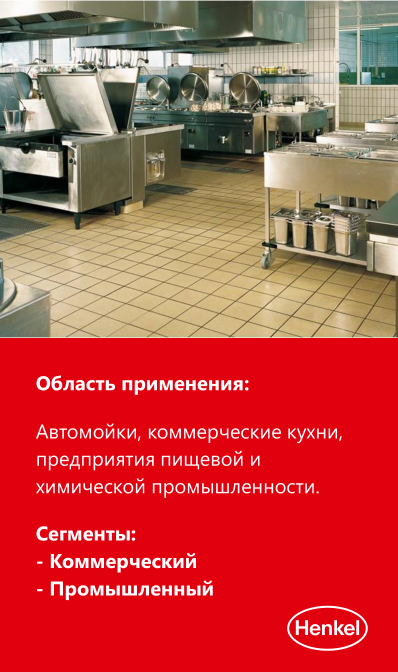 Область применения:
Автомойки, коммерческие кухни,
предприятия пищевой и
химической промышленности.
Сегменты:
- Коммерческий
- Промышленный
Henkel